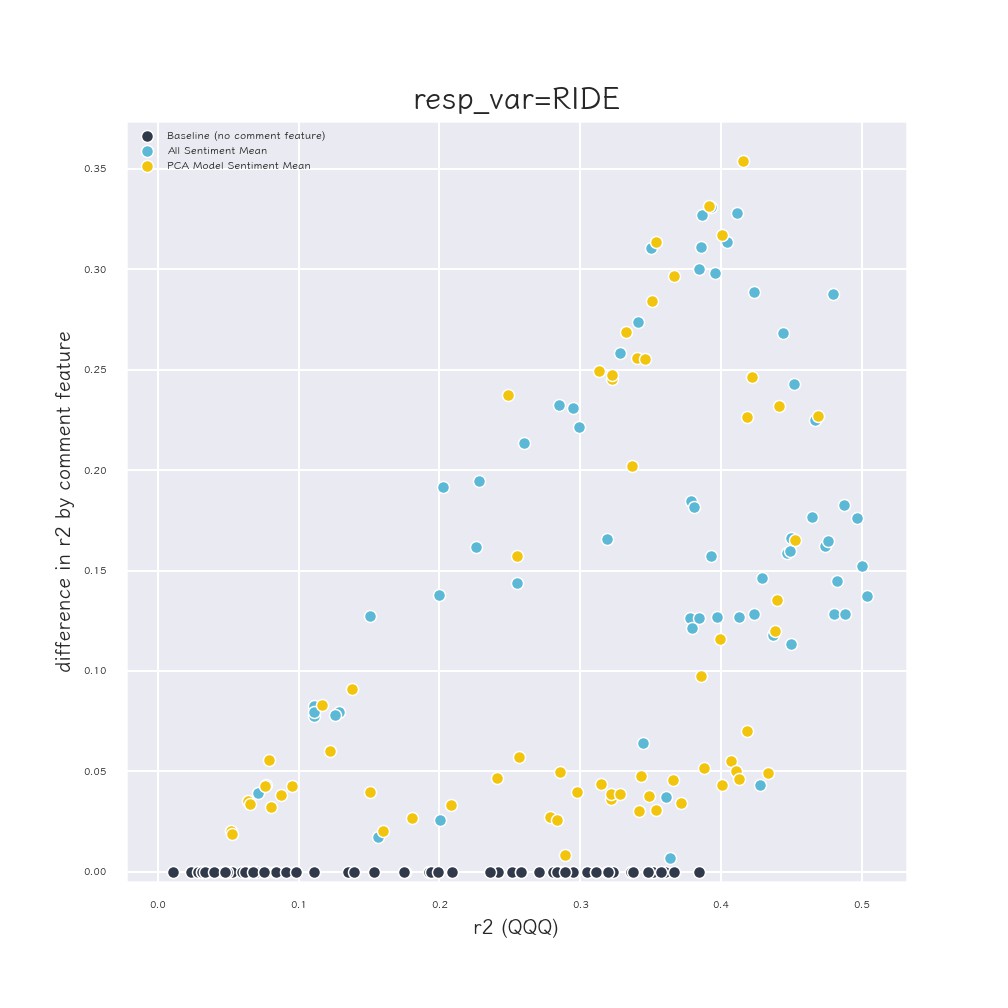 resp_var=RIDE
Baseline (no comment feature)
All Sentiment Mean
PCA Model Sentiment Mean
0.35
0.30
0.25
0.20
0.15
0.10
0.05
0.00
difference in r2 by comment feature
0.0 0.1 0.2 0.3 0.4 0.5
r2 (QQQ)